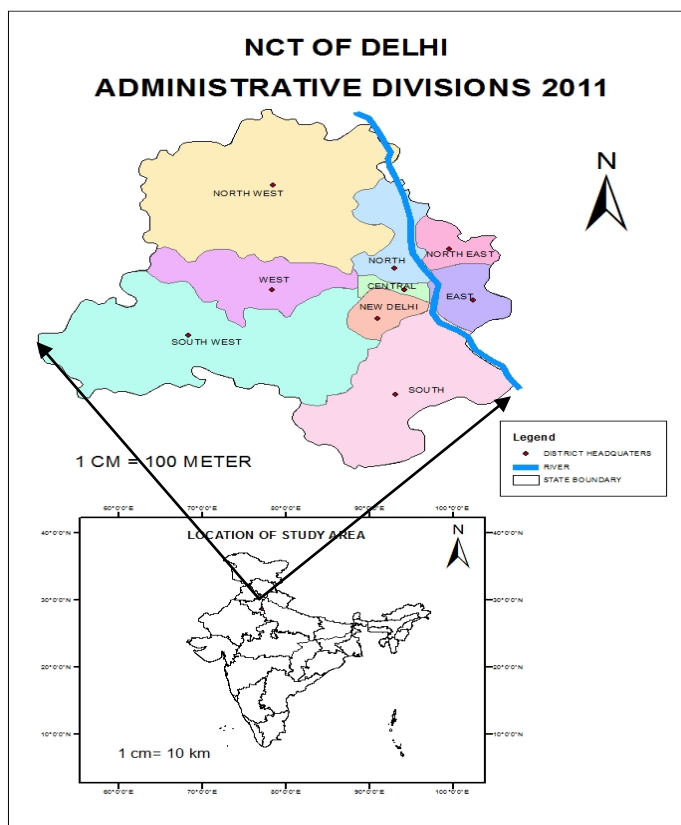 NCT OF DELHI
ADMINISTRATIVE DIVISIONS 2011
N
NORTH WEST
NORTH EAST
NORTH
WEST
CENTRAL
EAST
NEW DELHI
SOUTH WEST
SOUTH
Legend
DISTRICT HEADQUATERS
RIVER
STATE BOUNDARY
1 CM = 100 METER
60°0'0"E 70°0'0"E 80°0'0"E 90°0'0"E 100°0'0"E
LOCATION OF STUDY AREA
N
40°0'0"N 40°0'0"N
30°0'0"N 30°0'0"N
20°0'0"N 20°0'0"N
10°0'0"N 10°0'0"N
1 cm= 10 km
60°0'0"E 70°0'0"E 80°0'0"E 90°0'0"E 100°0'0"E